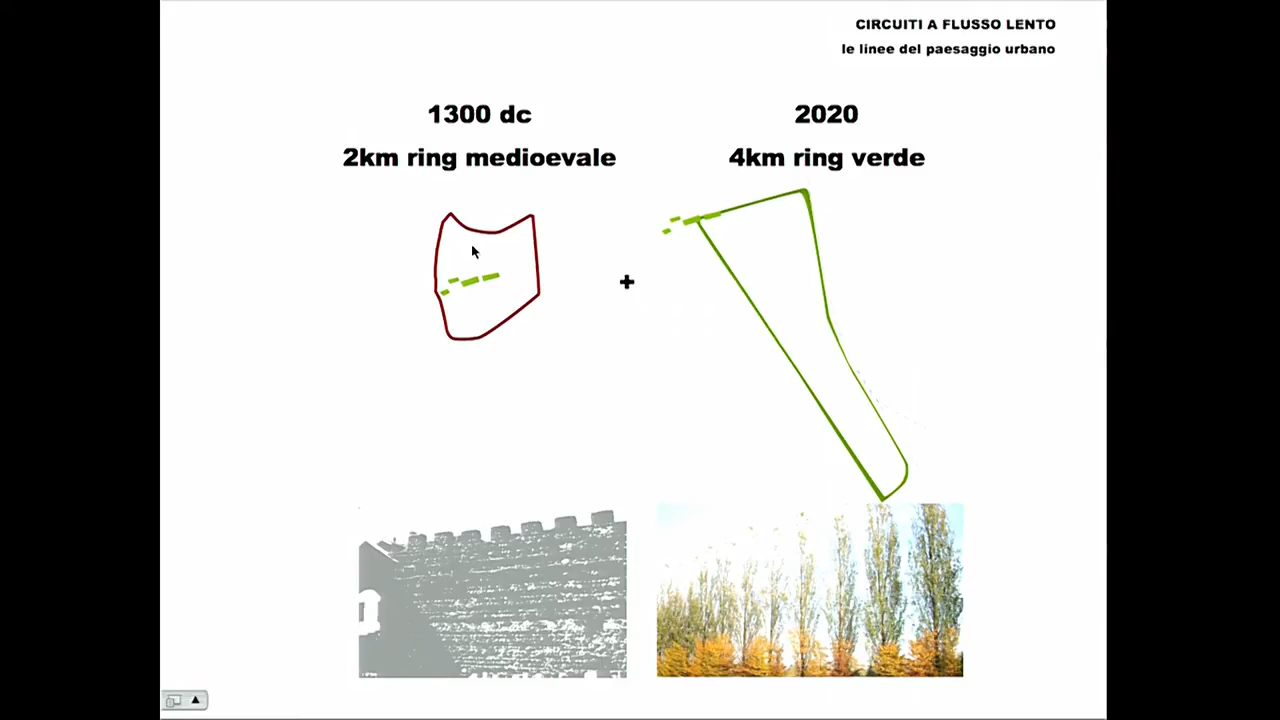 CIRCUITI A FLUSSO LENTO
le linee del paesaggio urbano
1300 dc
2km ring medioevale
2020
4km ring verde
+